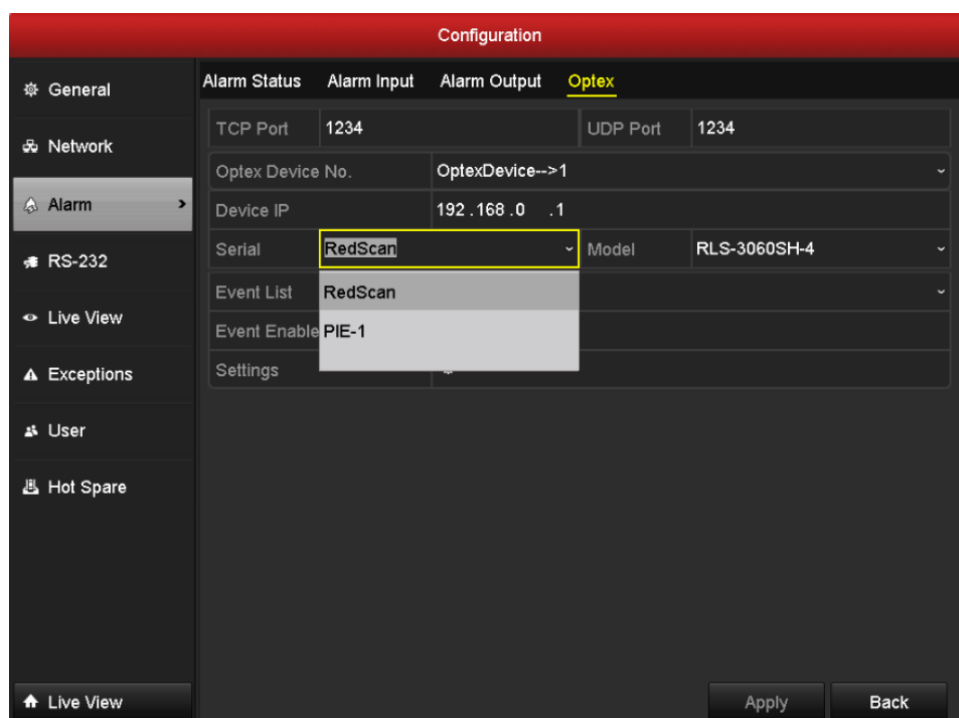 Configuration
General
Network
Alarm
RS-232
Live View
Exceptions
User
Hot Spare
Live View
Alarm Status Alarm Input Alarm Output Optex
TCP Port 1234 UDP Port 1234
Optex Device No. OptexDevice-->1
Device IP 192.168.0 .1
Serial RedScan Model RLS-3060SH-4
Event List RedScan
Event Enable PIE-1
Settings
Apply Back